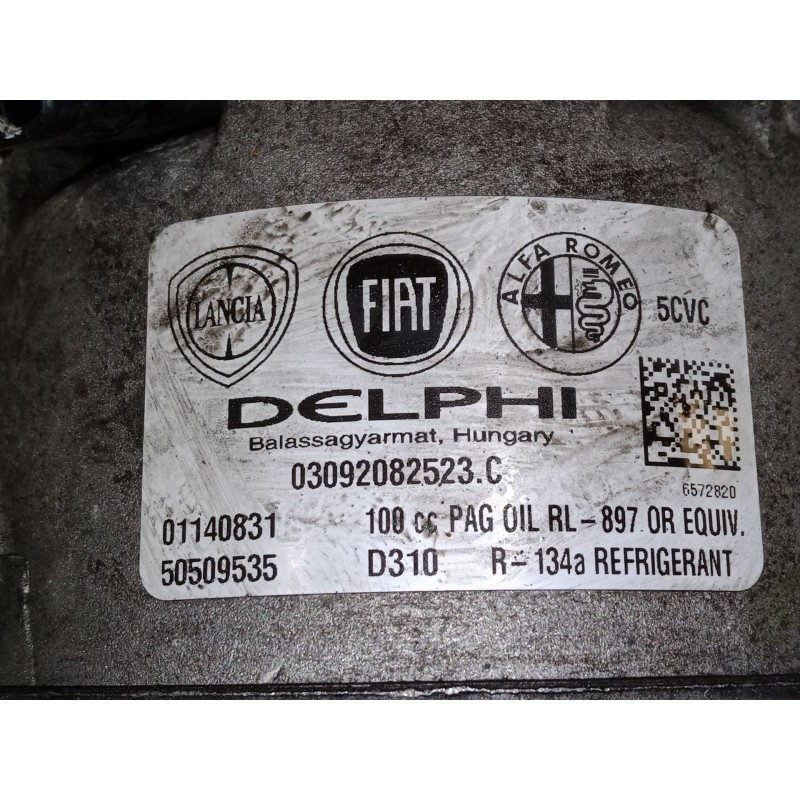 LANCIA
FIAT
ALFA ROMEO
5CVC
DELPHI
Balassagyarmat, Hungary
03092082523.C
6572820
01140831 100 cc PAG OIL RL-897 OR EQUIV.
50509535 D310 R-134a REFRIGERANT